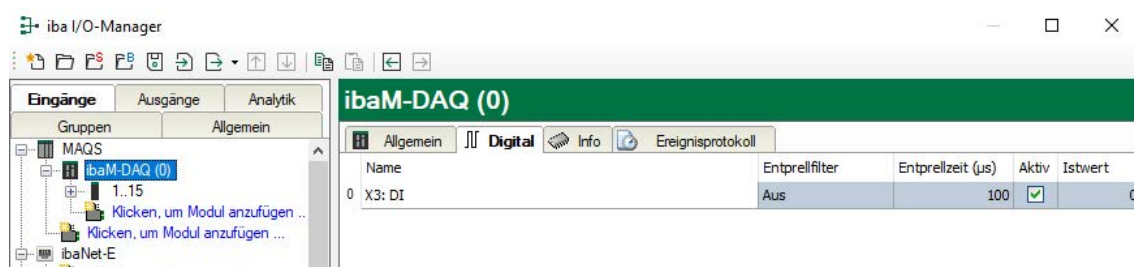 iba I/O-Manager
Eingänge Ausgänge Analytik
Gruppen Allgemein
MAQS
ibaM-DAQ (0)
1..15
Klicken, um Modul anzufügen ..
Klicken, um Modul anzufügen ...
ibaNet-E
ibaM-DAQ (0)
Allgemein Digital Info Ereignisprotokoll
Name Entprellfilter Entprellzeit (µs) Aktiv Istwert
0 X3: DI Aus 100 0